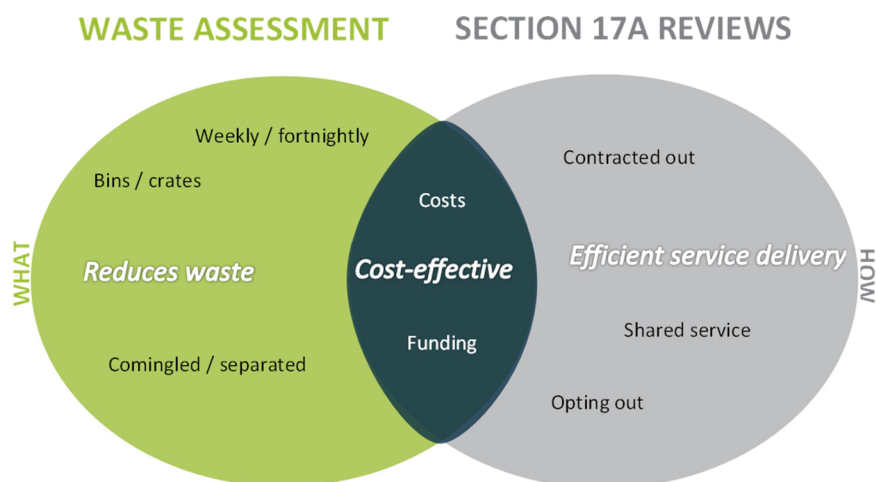 WASTE ASSESSMENT
SECTION 17A REVIEWS
Weekly / fortnightly
Bins / crates
WHAT
Reduces waste
Comingled / separated
Costs
Cost-effective
Funding
Contracted out
Efficient service delivery
HOW
Shared service
Opting out